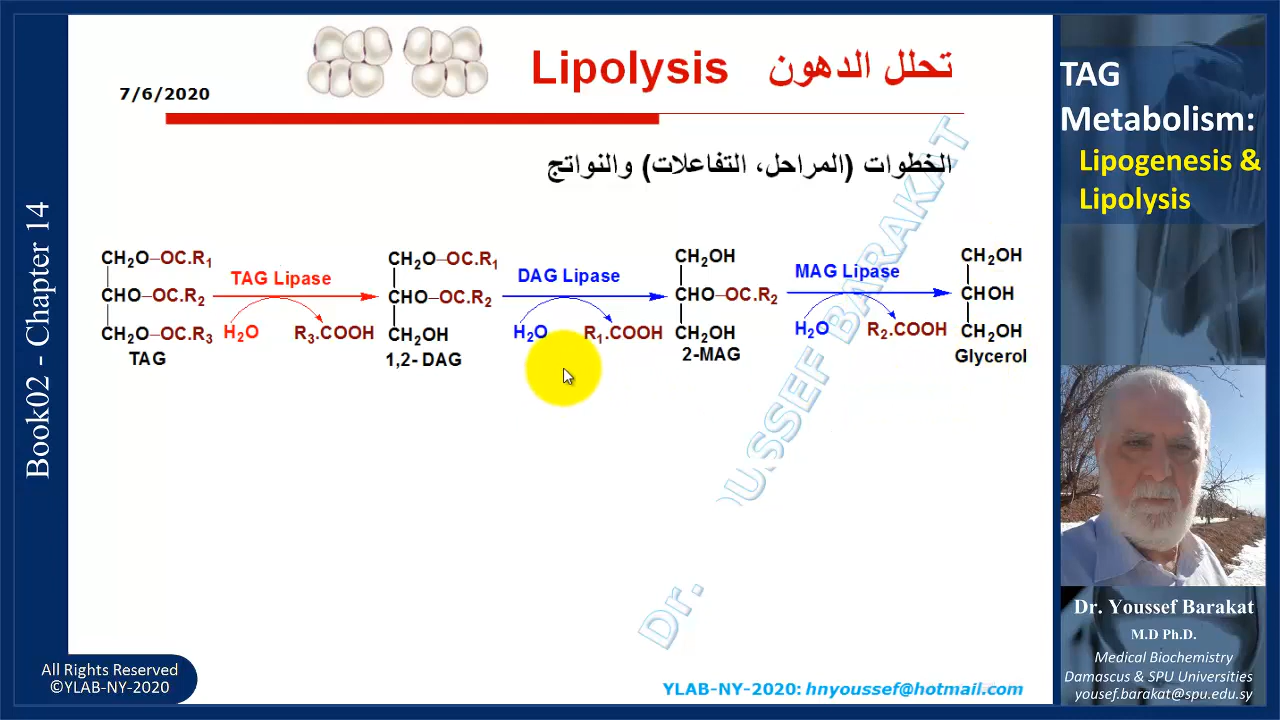 Book02 - Chapter 14
7/6/2020
Lipolysis تحلل الدهون
الخطوات (المراحل، التفاعلات) والنواتج
CH₂O–OC.R₁
CHO–OC.R₂
CH₂O–OC.R₃
TAG
TAG Lipase
H₂O
R₃.COOH
CH₂O–OC.R₁
CHO–OC.R₂
CH₂OH
1,2- DAG
DAG Lipase
H₂O
R₁.COOH
CH₂OH
CHO–OC.R₂
CH₂OH
2-MAG
MAG Lipase
H₂O
R₂.COOH
CH₂OH
CHOH
CH₂OH
Glycerol
Dr. YOUSSEF BARAKAT
All Rights Reserved
©YLAB-NY-2020
YLAB-NY-2020: hnyoussef@hotmail.com
TAG
Metabolism:
Lipogenesis &
Lipolysis
Dr. Youssef Barakat
M.D Ph.D.
Medical Biochemistry
Damascus & SPU Universities
yousef.barakat@spu.edu.sy